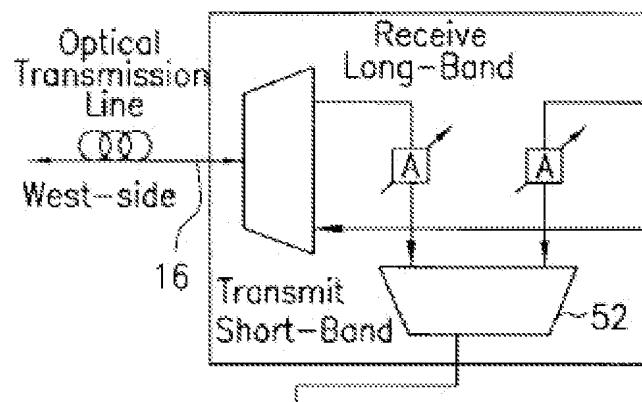 Optical
Transmission
Line
Receive
Long-Band
A
A
West-side
16
Transmit
Short-Band
52